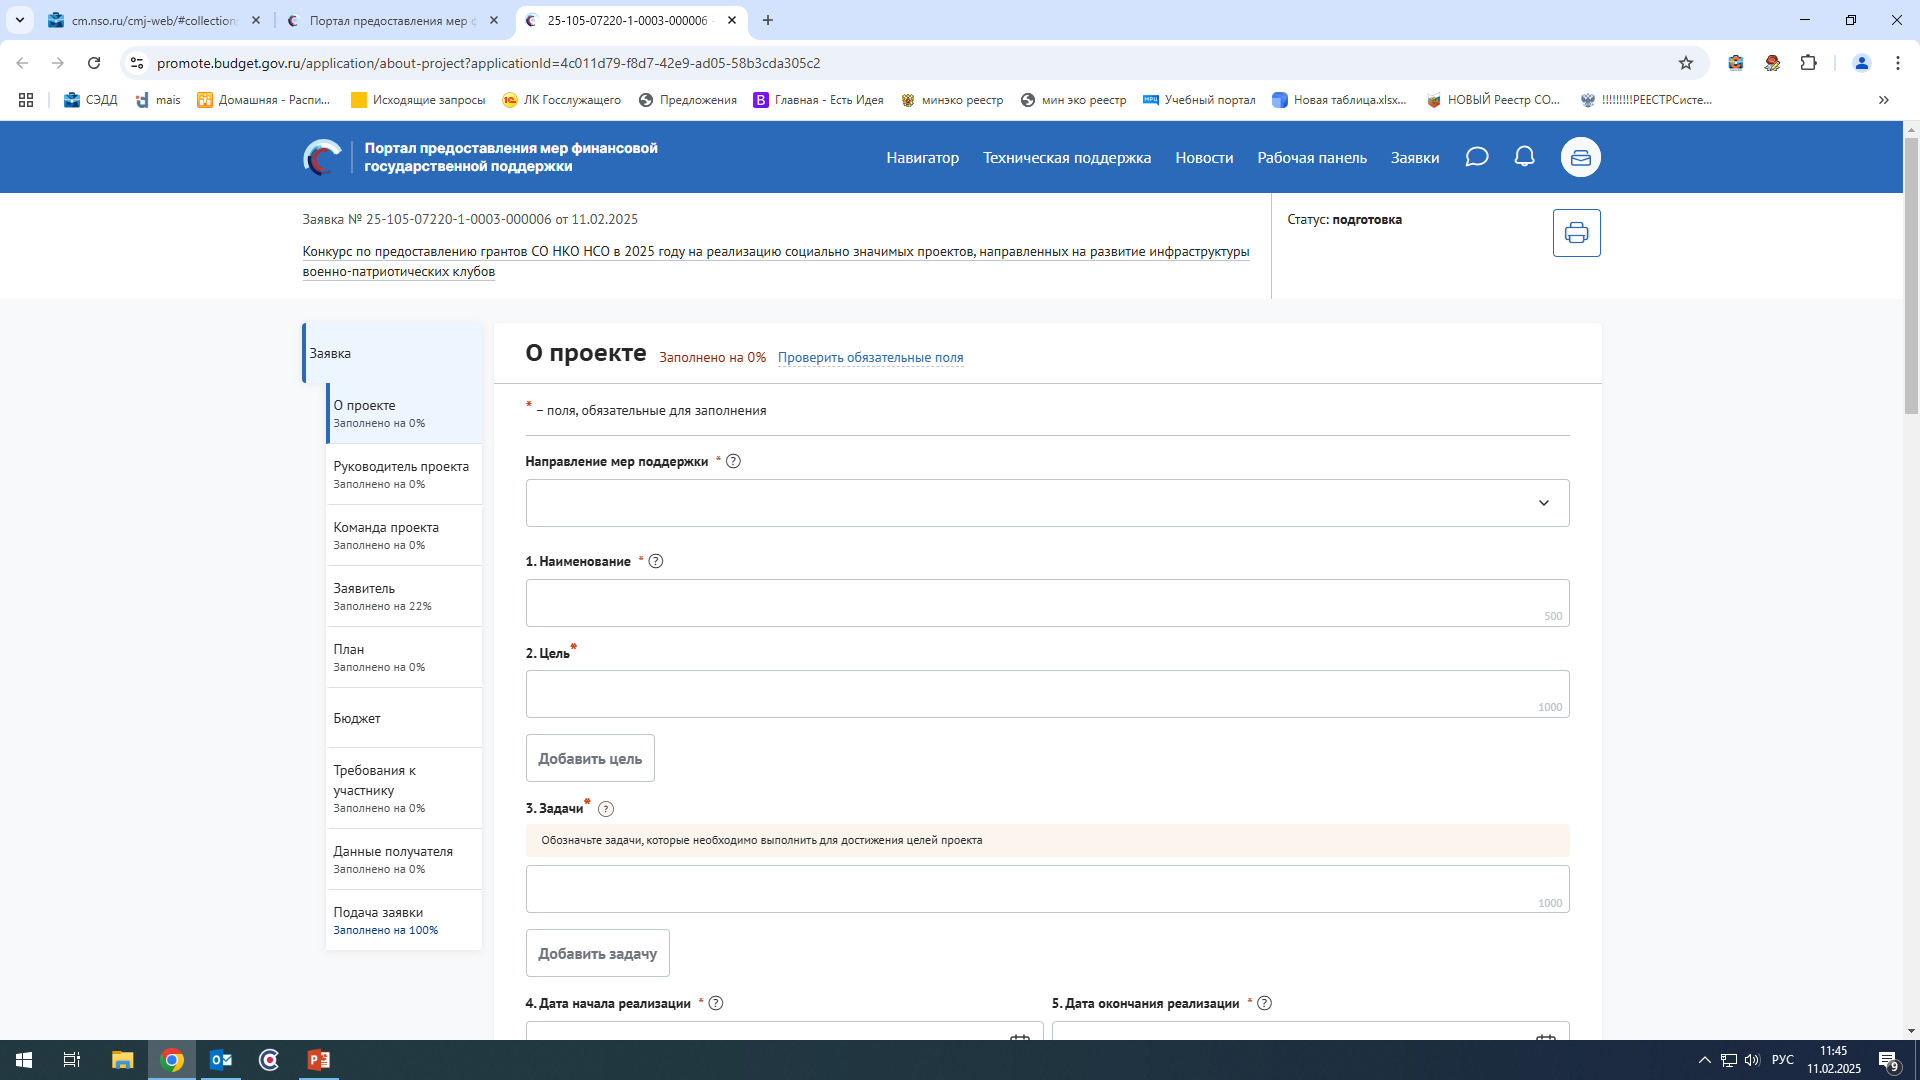 cm.nso.ru/cmj-web/#collection
Портал предоставления мер
25-105-07220-1-0003-000006
promote.budget.gov.ru/application/about-project?applicationId=4c011d79-f8d7-42e9-ad05-58b3cda305c2
СЭДД
mais
Домашняя - Распи...
Исходящие запросы
ЛК Госслужащего
Предложения
Главная - Есть Идея
минэко реестр
мин эко реестр
Учебный портал
Новая таблица.xlsx...
НОВЫЙ Реестр СО...
!!!!!!!!!РЕЕСТРСисте...
Портал предоставления мер финансовой
государственной поддержки
Навигатор
Техническая поддержка
Новости
Рабочая панель
Заявки
Заявка № 25-105-07220-1-0003-000006 от 11.02.2025
Конкурс по предоставлению грантов СО НКО НСО в 2025 году на реализацию социально значимых проектов, направленных на развитие инфраструктуры
военно-патриотических клубов
Статус: подготовка
Заявка
О проекте
Заполнено на 0%
Руководитель проекта
Заполнено на 0%
Команда проекта
Заполнено на 0%
Заявитель
Заполнено на 22%
План
Заполнено на 0%
Бюджет
Требования к
участнику
Заполнено на 0%
Данные получателя
Заполнено на 0%
Подача заявки
Заполнено на 100%
О проекте Заполнено на 0% Проверить обязательные поля
* – поля, обязательные для заполнения
Направление мер поддержки * ?
1. Наименование * ?
500
2. Цель*
1000
Добавить цель
3. Задачи* ?
Обозначьте задачи, которые необходимо выполнить для достижения целей проекта
1000
Добавить задачу
4. Дата начала реализации * ?
5. Дата окончания реализации * ?
РУС
11:45
11.02.2025
9